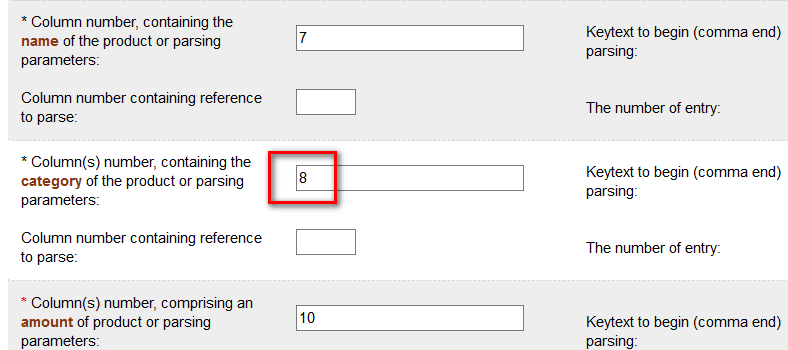 * Column number, containing the
name of the product or parsing
parameters:
7
Keytext to begin (comma end)
parsing:
Column number containing reference
to parse:
The number of entry:
* Column(s) number, containing the
category of the product or parsing
parameters:
8
Keytext to begin (comma end)
parsing:
Column number containing reference
to parse:
The number of entry:
* Column(s) number, comprising an
amount of product or parsing
parameters:
10
Keytext to begin (comma end)
parsing: